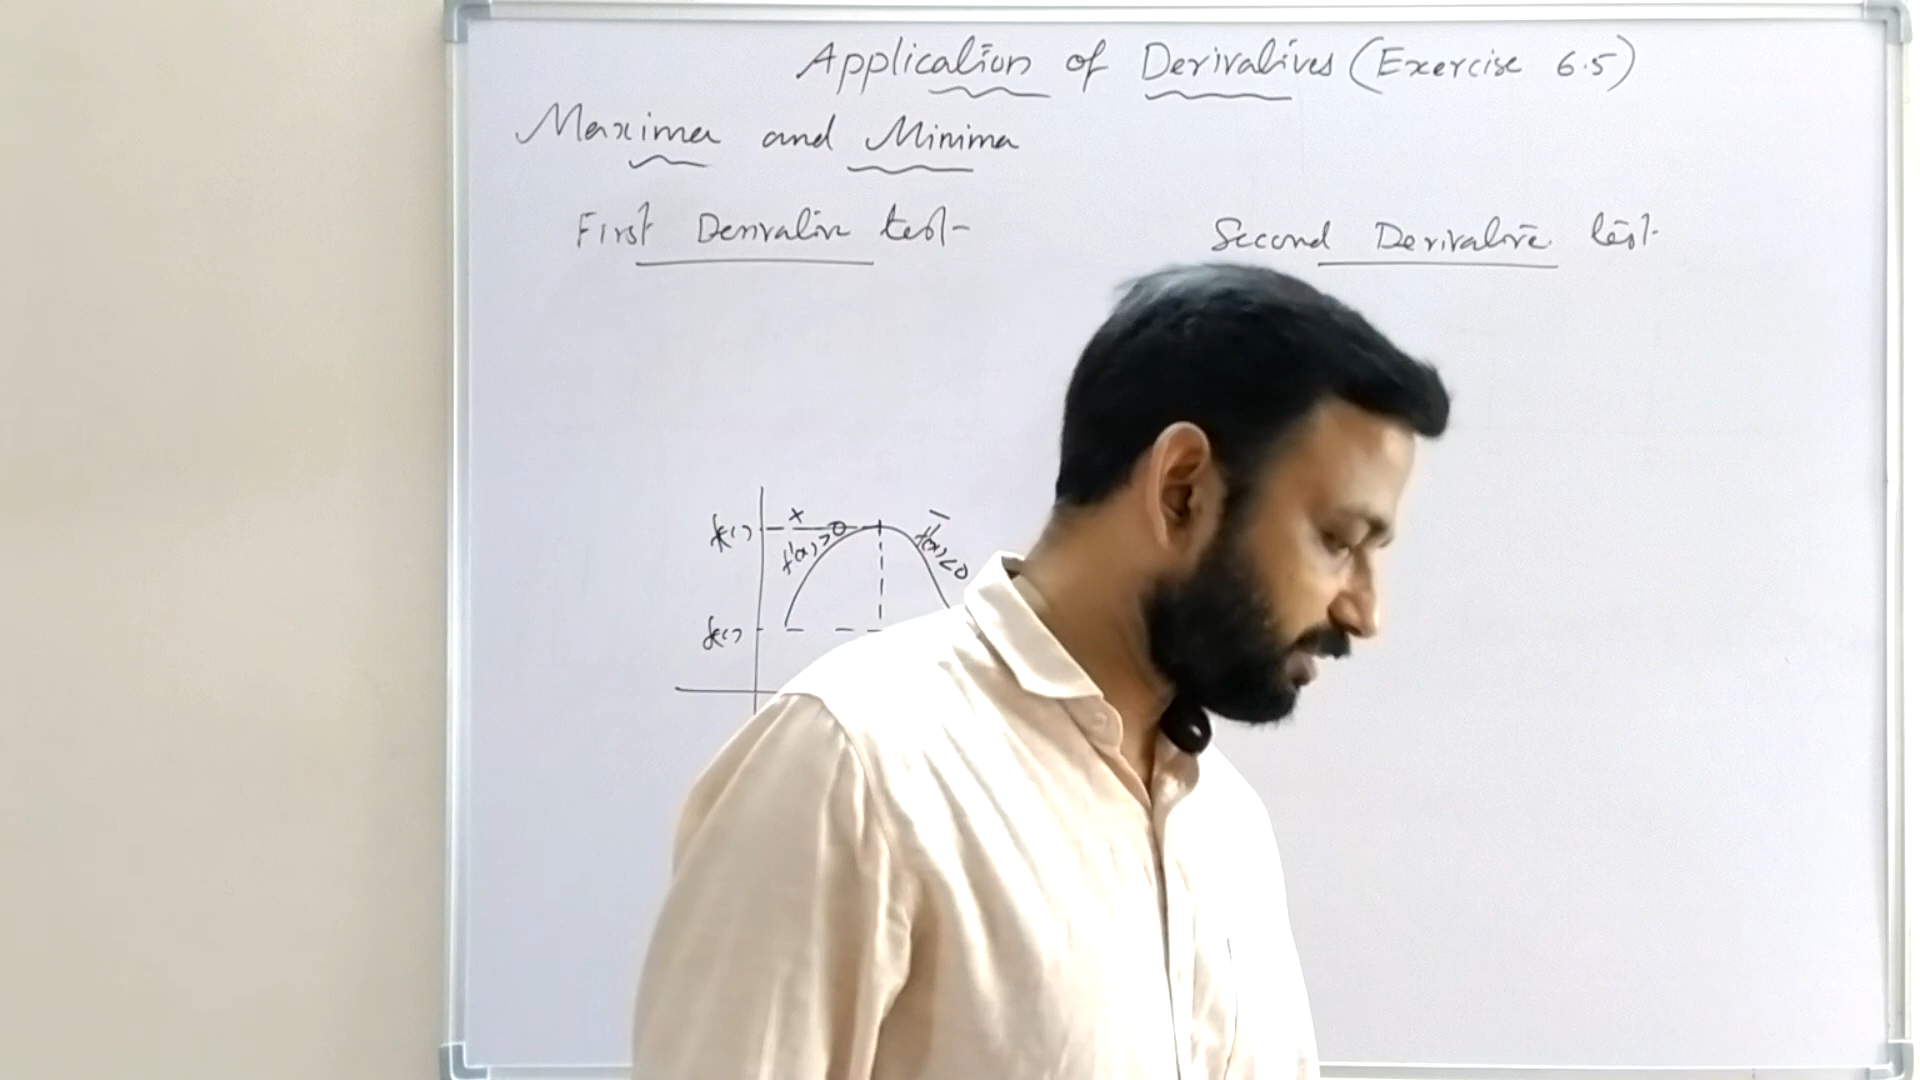 Application of Derivatives (Exercise 6.5)
Maxima and Minima
First Derivative test
Second Derivative test
+
f'(x)>0
-
f'(x)<0